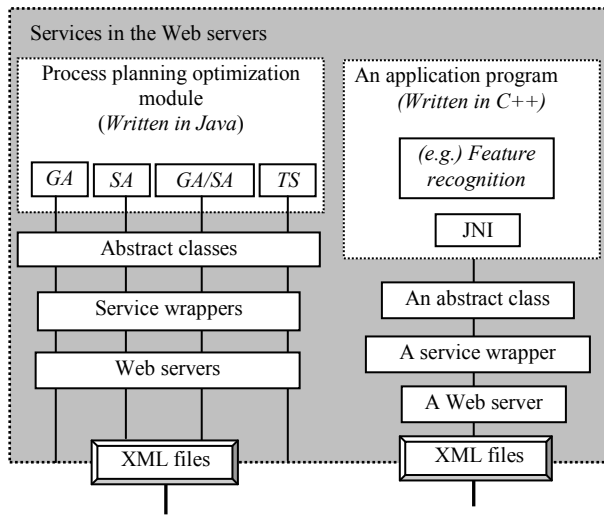 Services in the Web servers
Process planning optimization
module
(Written in Java)
GA
SA
GA/SA
TS
Abstract classes
Service wrappers
Web servers
XML files
An application program
(Written in C++)
(e.g.) Feature
recognition
JNI
An abstract class
A service wrapper
A Web server
XML files